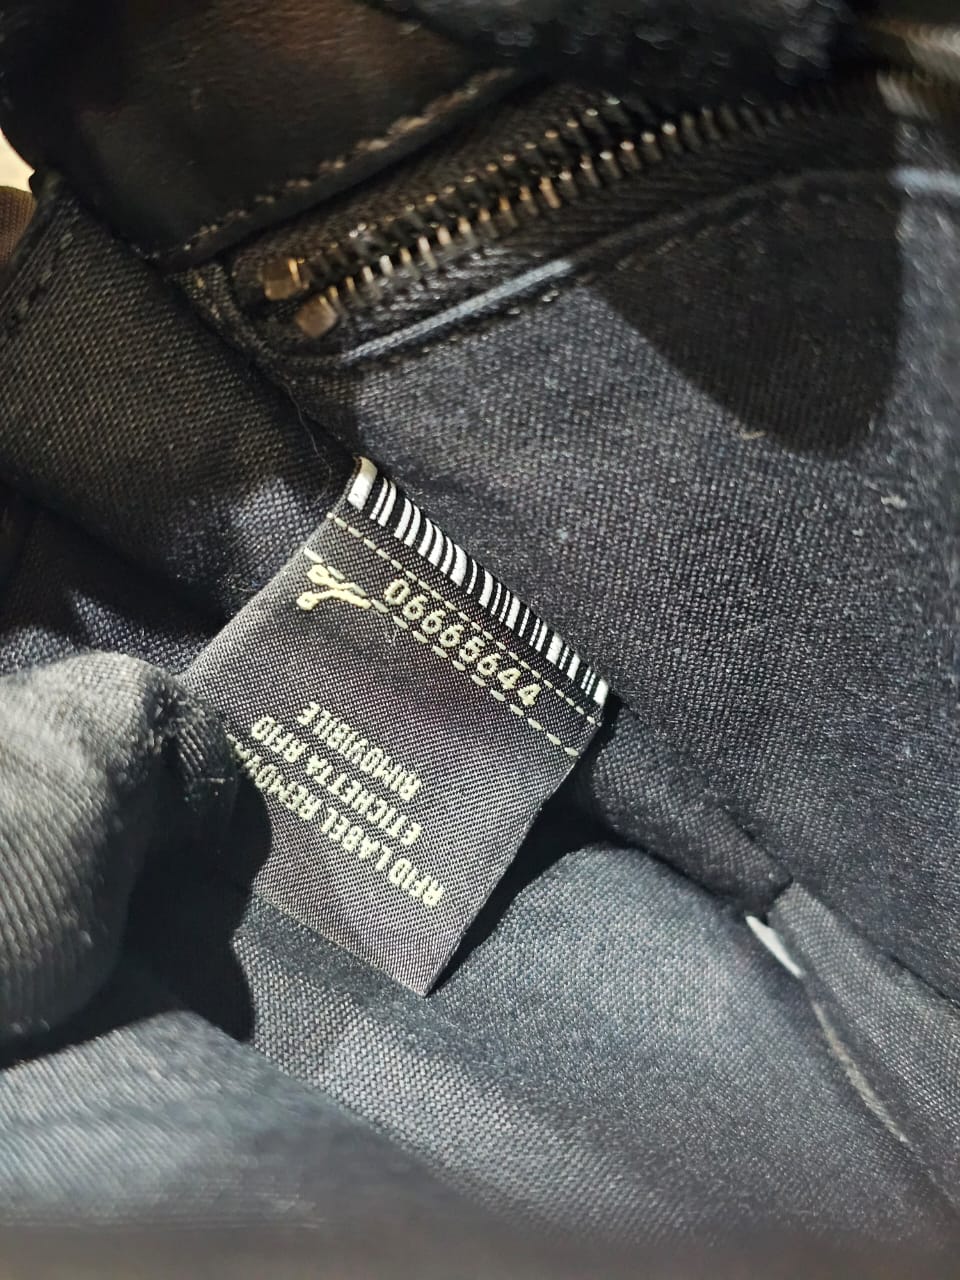 06665644
RFID LABEL
ETICHETTA RFID
RIMOVIBILE